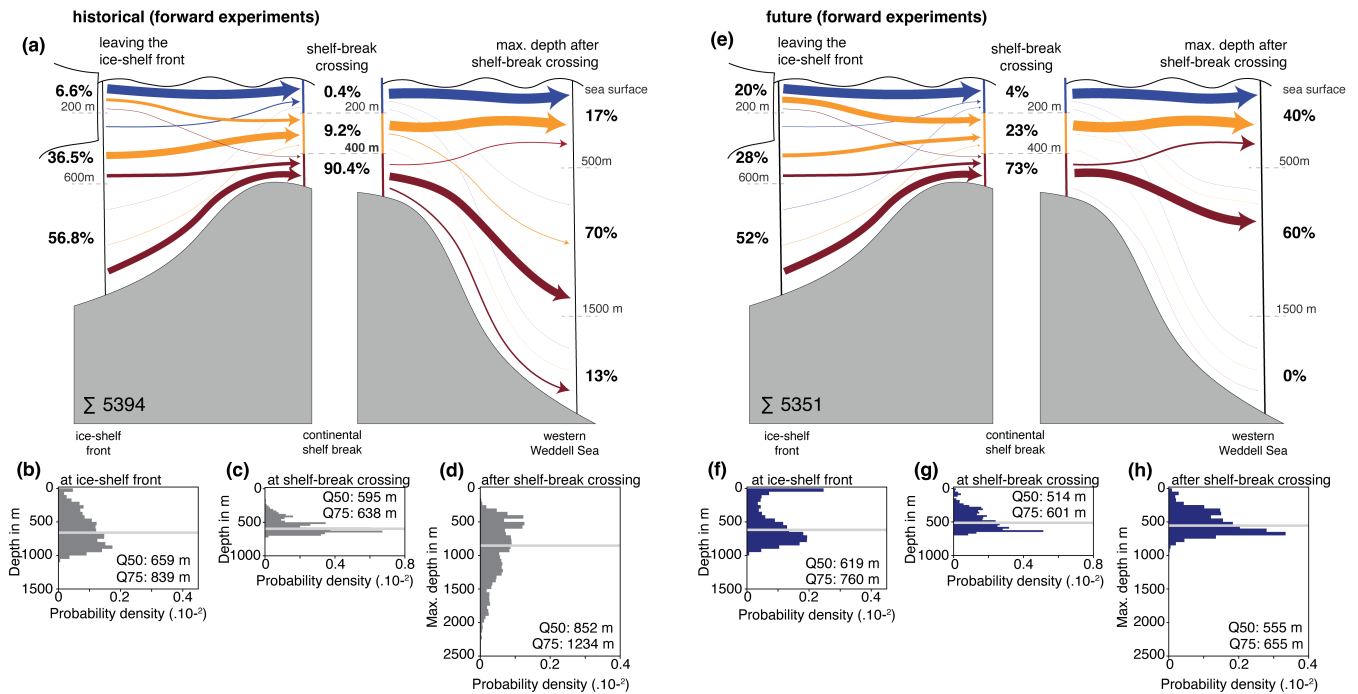 historical (forward experiments)
(a)
leaving the
ice-shelf front
shelf-break
crossing
max. depth after
shelf-break crossing
6.6%
200 m
36.5%
600m
56.8%
0.4%
200 m
9.2%
400 m
90.4%
sea surface
17%
500m
70%
1500 m
13%
∑ 5394
ice-shelf
front
continental
shelf break
western
Weddell Sea
(b)
at ice-shelf front
0
500
1000
1500
Depth in m
Q50: 659 m
Q75: 839 m
0
0.2
0.4
Probability density (.10-²)
(c)
at shelf-break crossing
0
500
1000
Depth in m
Q50: 595 m
Q75: 638 m
0
0.4
0.8
Probability density (.10-²)
(d)
after shelf-break crossing
0
500
1000
1500
2000
2500
Max. depth in m
Q50: 852 m
Q75: 1234 m
0
0.2
0.4
Probability density (.10-²)
future (forward experiments)
(e)
leaving the
ice-shelf front
shelf-break
crossing
max. depth after
shelf-break crossing
20%
200 m
28%
600m
52%
4%
200 m
23%
400 m
73%
sea surface
40%
500m
60%
1500 m
0%
∑ 5351
ice-shelf
front
continental
shelf break
western
Weddell Sea
(f)
at ice-shelf front
0
500
1000
1500
Depth in m
Q50: 619 m
Q75: 760 m
0
0.2
0.4
Probability density (.10-²)
(g)
at shelf-break crossing
0
500
1000
Depth in m
Q50: 514 m
Q75: 601 m
0
0.4
0.8
Probability density (.10-²)
(h)
after shelf-break crossing
0
500
1000
1500
2000
2500
Max. depth in m
Q50: 555 m
Q75: 655 m
0
0.2
0.4
Probability density (.10-²)